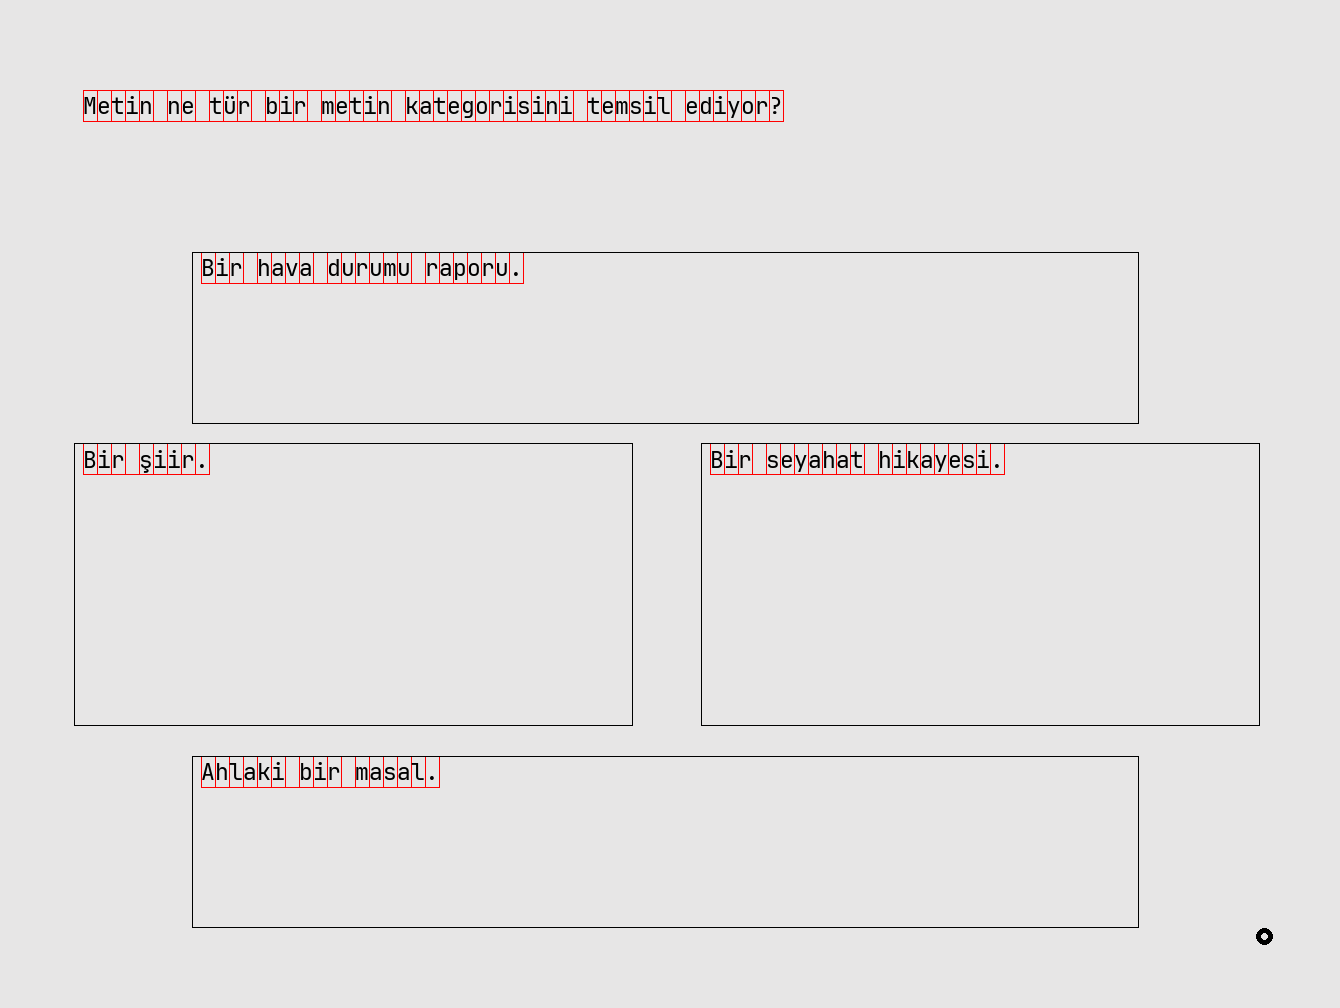 Metin ne tür bir metin kategorisini temsil ediyor?
Bir hava durumu raporu.
Bir şiir.
Bir seyahat hikayesi.
Ahlaki bir masal.